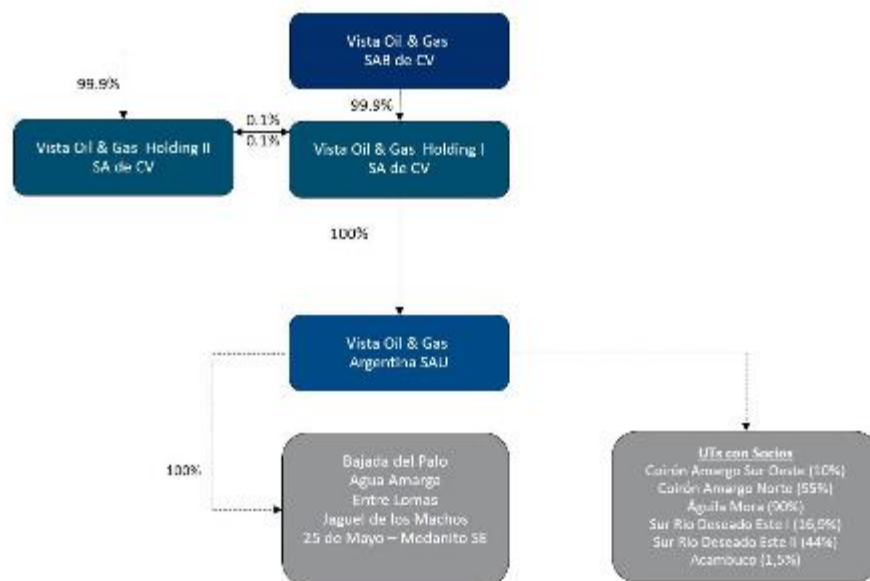 Vista Oil & Gas
SAB de CV
99.9%
99.9%
0.1%
0.1%
Vista Oil & Gas Holding II
SA de CV
Vista Oil & Gas Holding I
SA de CV
100%
Vista Oil & Gas
Argentina SAU
100%
Bajada del Palo
Agua Amarga
Entre Lomas
Jaguel de los Machos
25 de Mayo – Medanito SE
UTs con Socios
Coirón Amargo Sur Oeste (10%)
Coirón Amargo Norte (55%)
Águila Mora (90%)
Sur Río Deseado Este I (16,9%)
Sur Río Deseado Este II (44%)
Acambuco (1,5%)